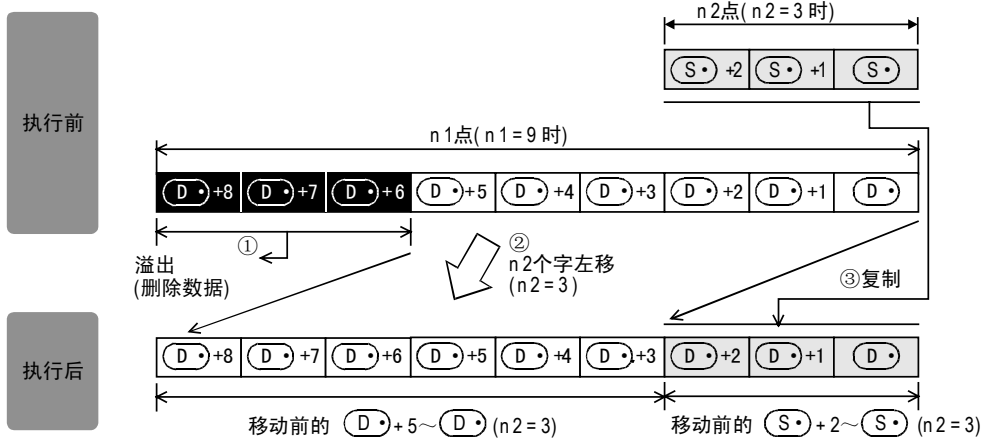 n2点(n2=3时)
S· +2 S· +1 S·
执行前
n1点(n1=9时)
D· +8 D· +7 D· +6 D· +5 D· +4 D· +3 D· +2 D· +1 D·
①
溢出
(删除数据)
②
n2个字左移
(n2=3)
③复制
执行后
D· +8 D· +7 D· +6 D· +5 D· +4 D· +3 D· +2 D· +1 D·
移动前的 D· +5～D· (n2=3)
移动前的 S· +2～S· (n2=3)